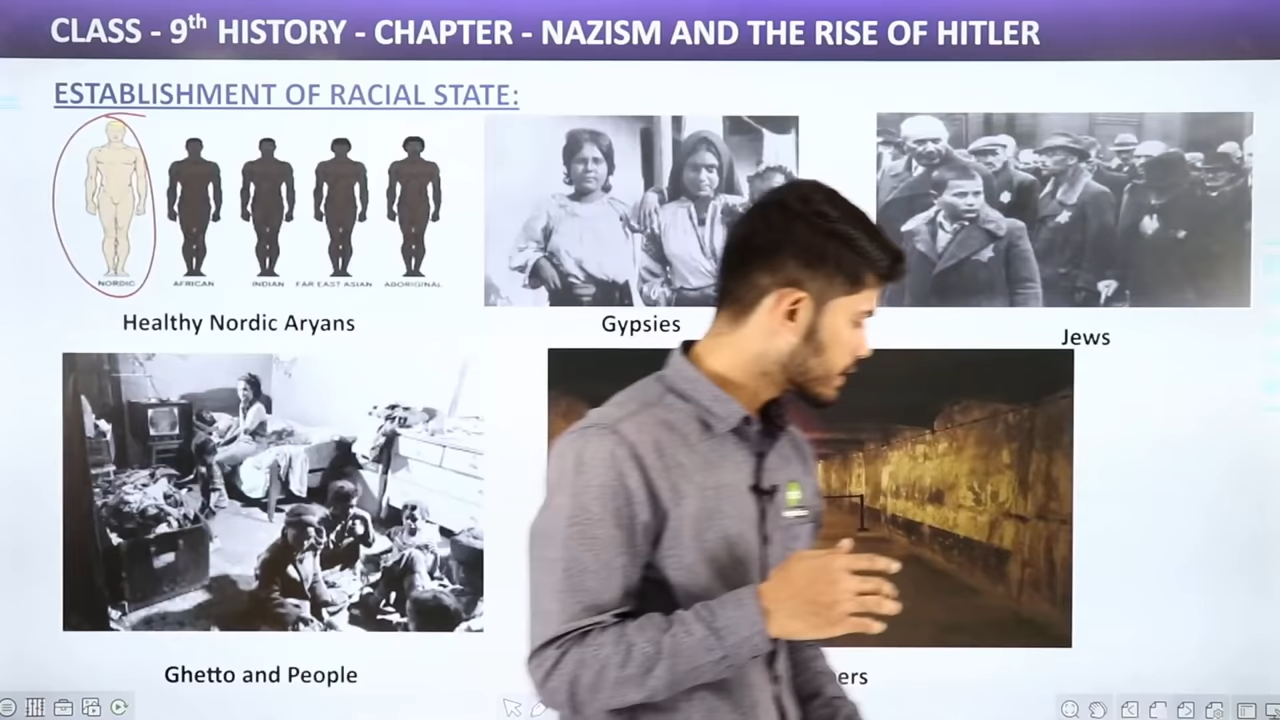 CLASS - 9th HISTORY - CHAPTER - NAZISM AND THE RISE OF HITLER
ESTABLISHMENT OF RACIAL STATE:
NORDIC AFRICAN INDIAN FAR EAST ASIAN ABORIGINAL
Healthy Nordic Aryans
Gypsies
Jews
Ghetto and People
ers